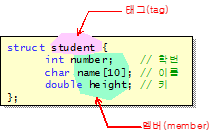 태그(tag)
struct student {
int number; // 학번
char name[10]; // 이름
double height; // 키
};
멤버(member)